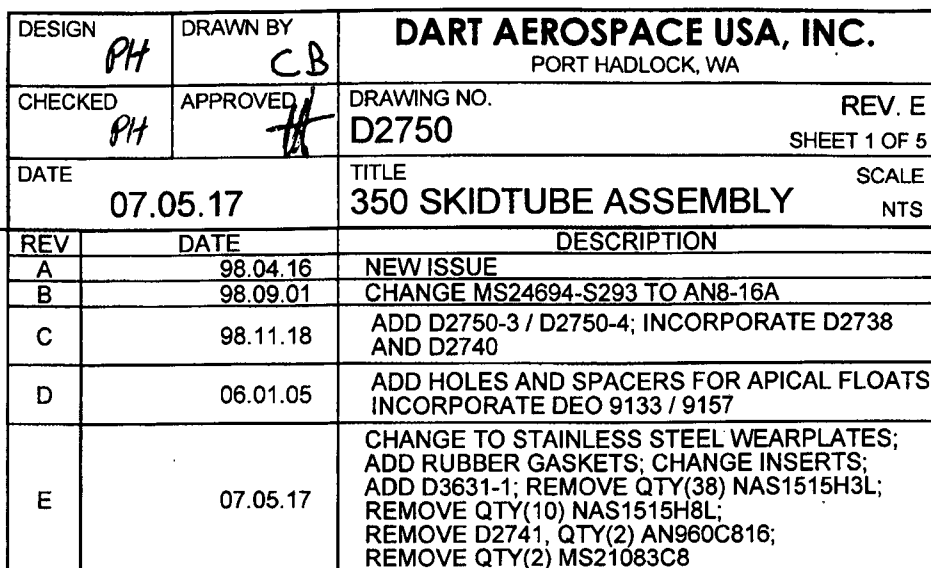 DESIGN
PH
DRAWN BY
CB
DART AEROSPACE USA, INC.
PORT HADLOCK, WA
CHECKED
PH
APPROVED
DRAWING NO.
D2750
REV. E
SHEET 1 OF 5
DATE
07.05.17
TITLE
350 SKIDTUBE ASSEMBLY
SCALE
NTS
REV DATE DESCRIPTION
A 98.04.16 NEW ISSUE
B 98.09.01 CHANGE MS24694-S293 TO AN8-16A
C 98.11.18 ADD D2750-3 / D2750-4; INCORPORATE D2738
AND D2740
D 06.01.05 ADD HOLES AND SPACERS FOR APICAL FLOATS
INCORPORATE DEO 9133 / 9157
CHANGE TO STAINLESS STEEL WEARPLATES;
ADD RUBBER GASKETS; CHANGE INSERTS;
E 07.05.17 ADD D3631-1; REMOVE QTY(38) NAS1515H3L;
REMOVE QTY(10) NAS1515H8L;
REMOVE D2741, QTY(2) AN960C816;
REMOVE QTY(2) MS21083C8